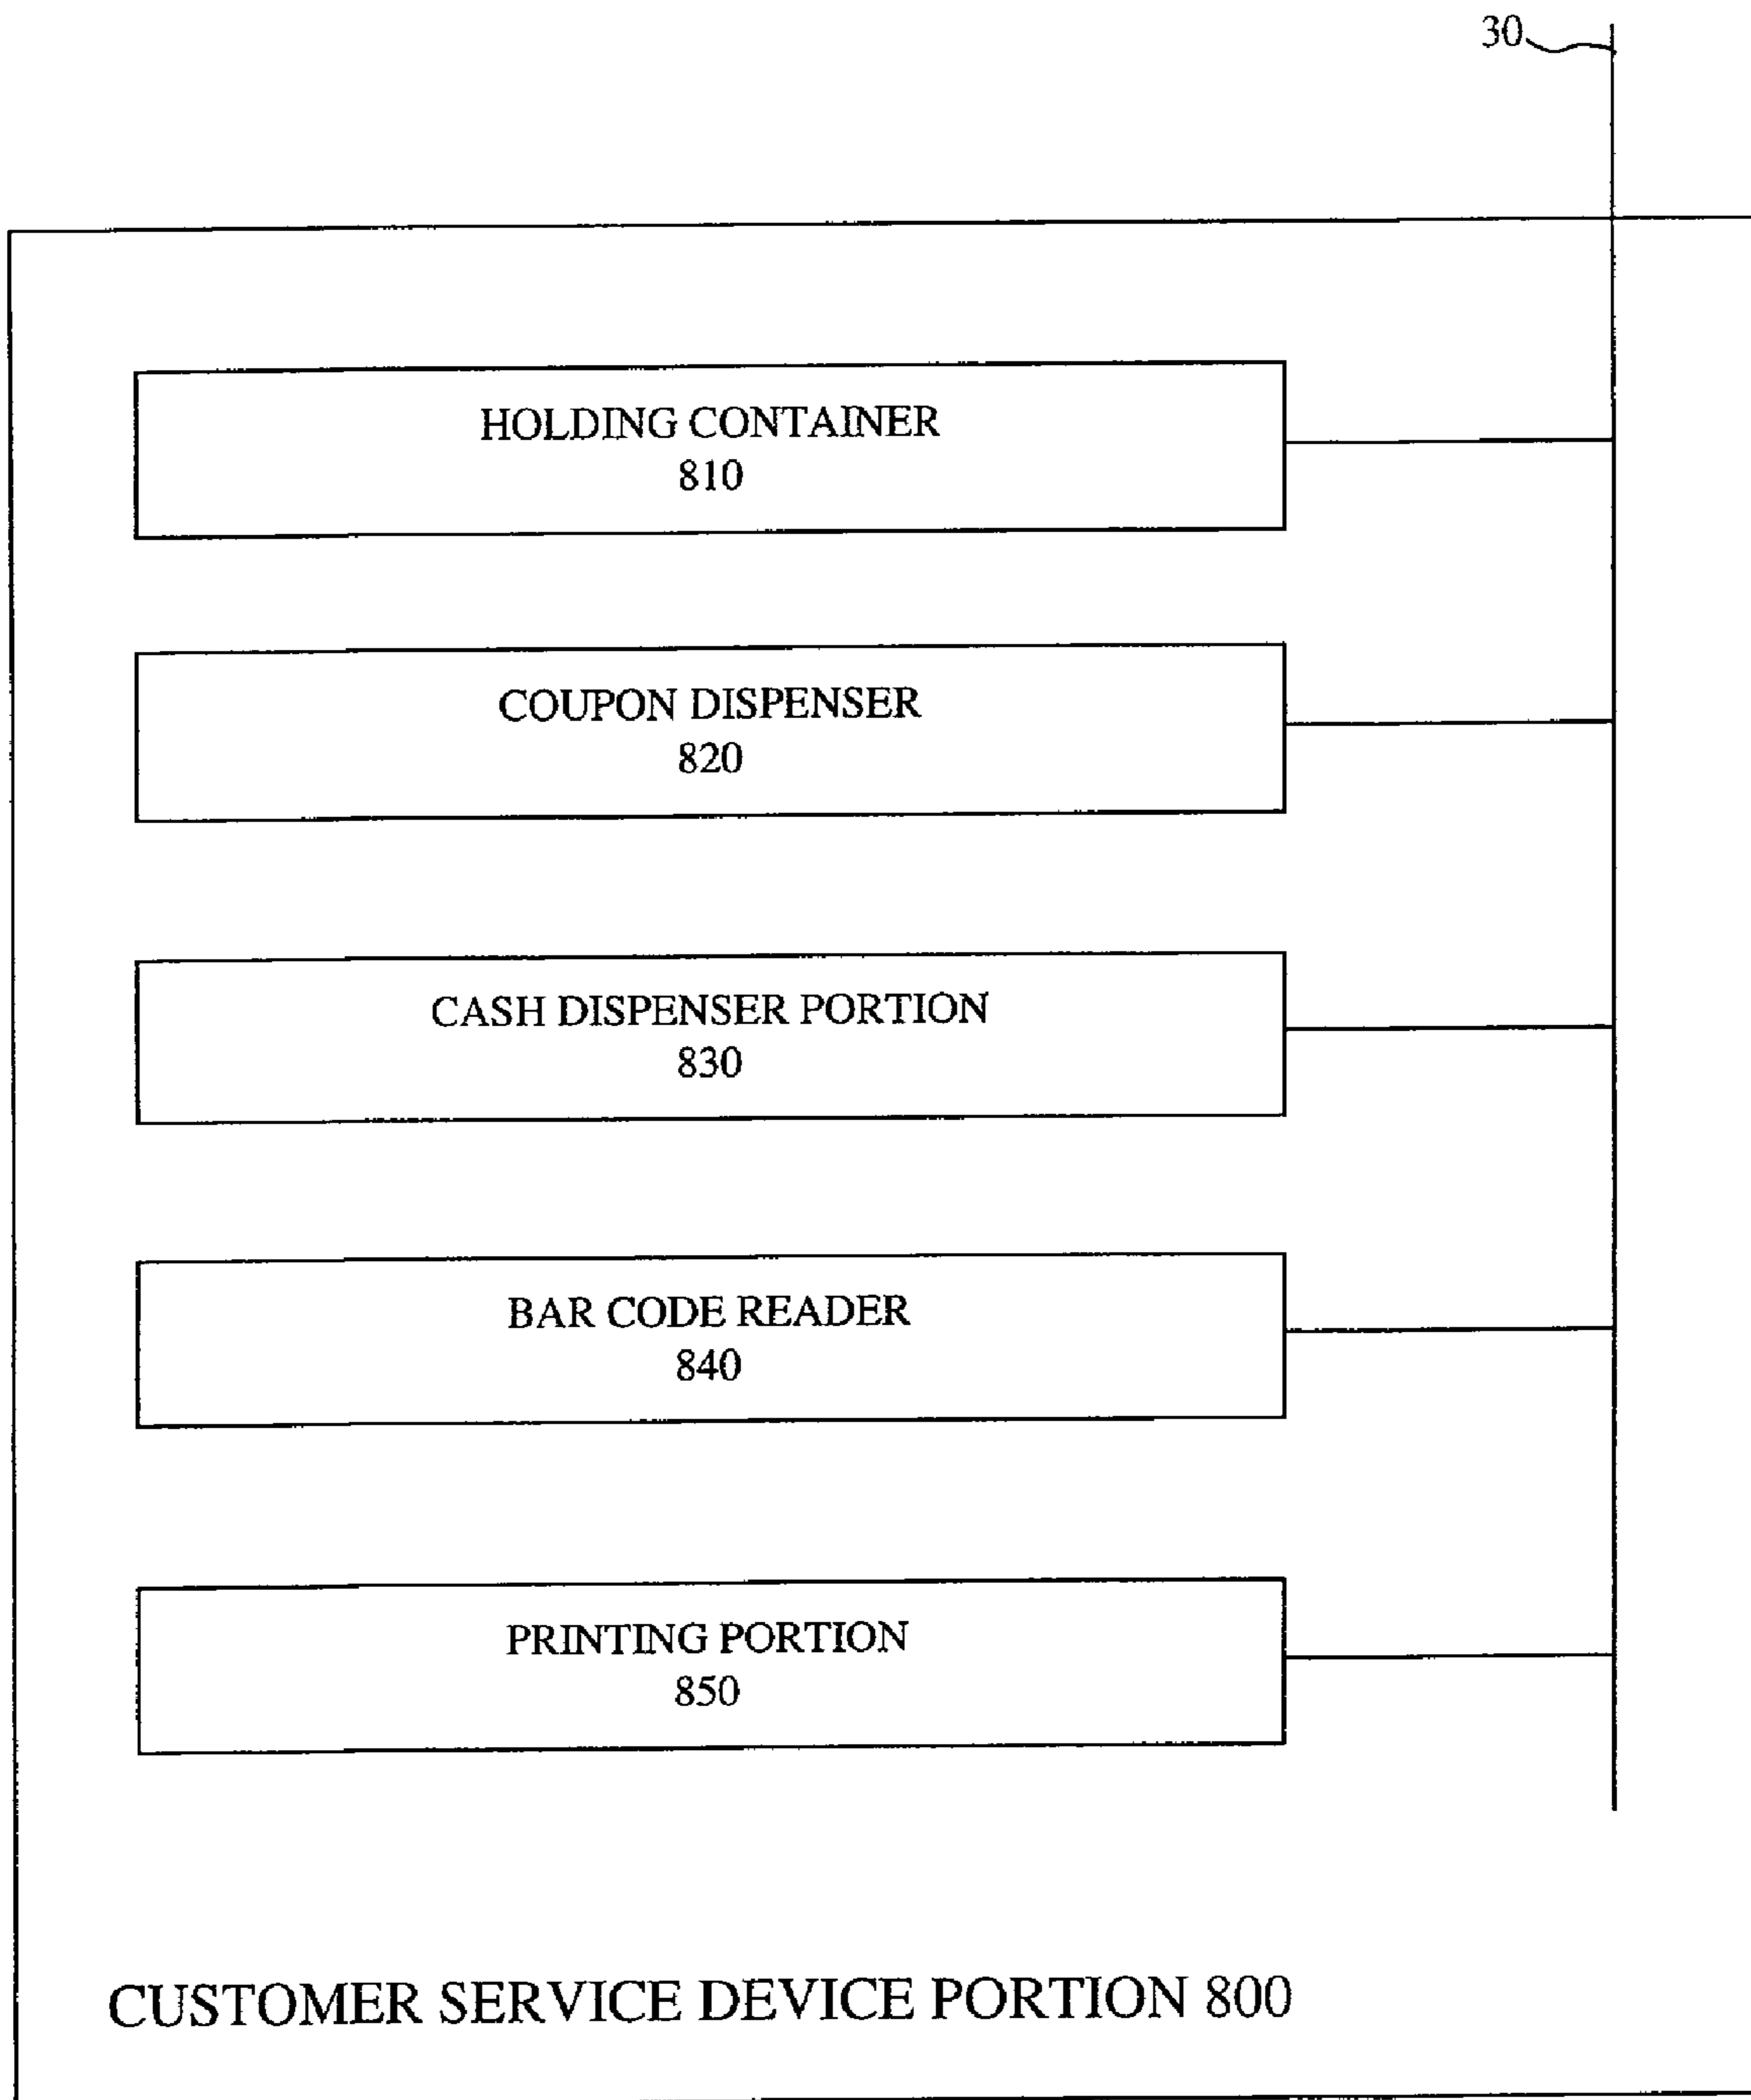 30
HOLDING CONTAINER
810
COUPON DISPENSER
820
CASH DISPENSER PORTION
830
BAR CODE READER
840
PRINTING PORTION
850
CUSTOMER SERVICE DEVICE PORTION 800